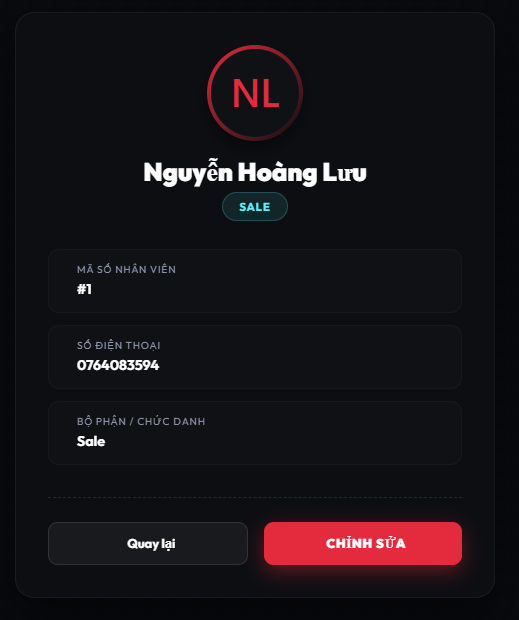 NL
Nguyễn Hoàng Lưu
SALE
MÃ SỐ NHÂN VIÊN
#1
SỐ ĐIỆN THOẠI
0764083594
BỘ PHẬN / CHỨC DANH
Sale
Quay lại
CHỈNH SỬA